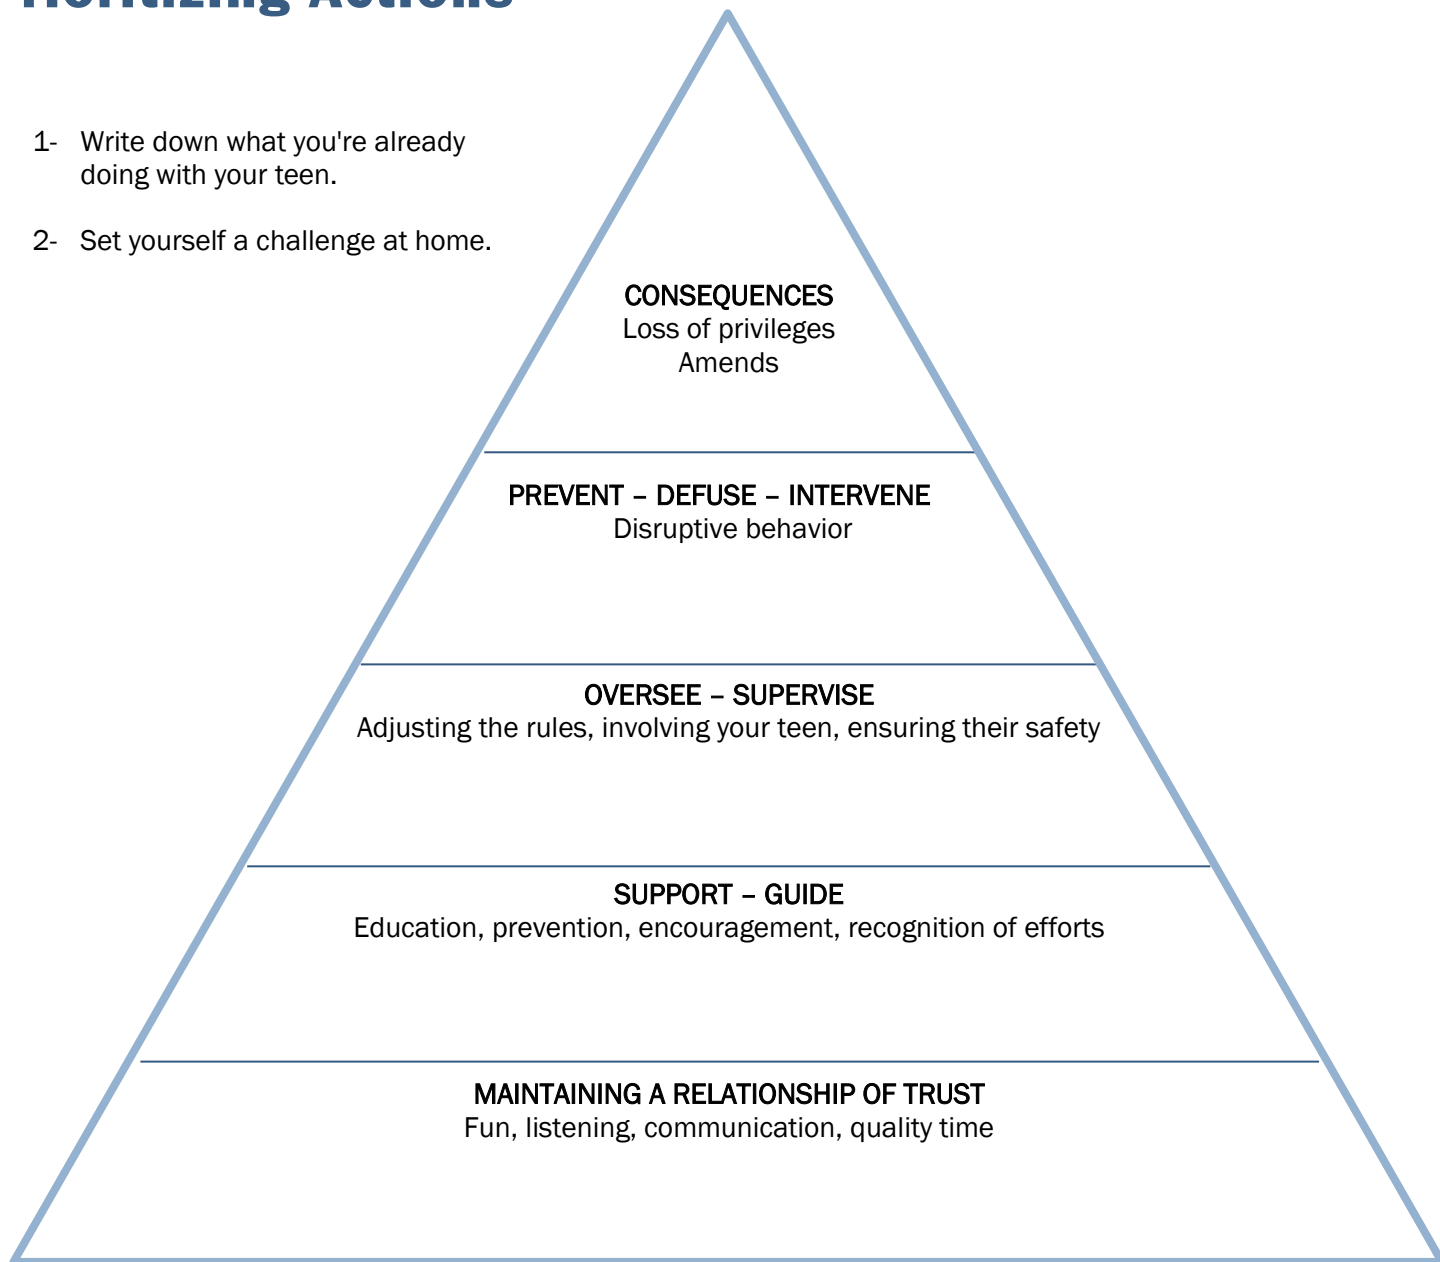 Prioritizing Actions
1- Write down what you're already
doing with your teen.
2- Set yourself a challenge at home.
CONSEQUENCES
Loss of privileges
Amends
PREVENT – DEFUSE – INTERVENE
Disruptive behavior
OVERSEE – SUPERVISE
Adjusting the rules, involving your teen, ensuring their safety
SUPPORT – GUIDE
Education, prevention, encouragement, recognition of efforts
MAINTAINING A RELATIONSHIP OF TRUST
Fun, listening, communication, quality time